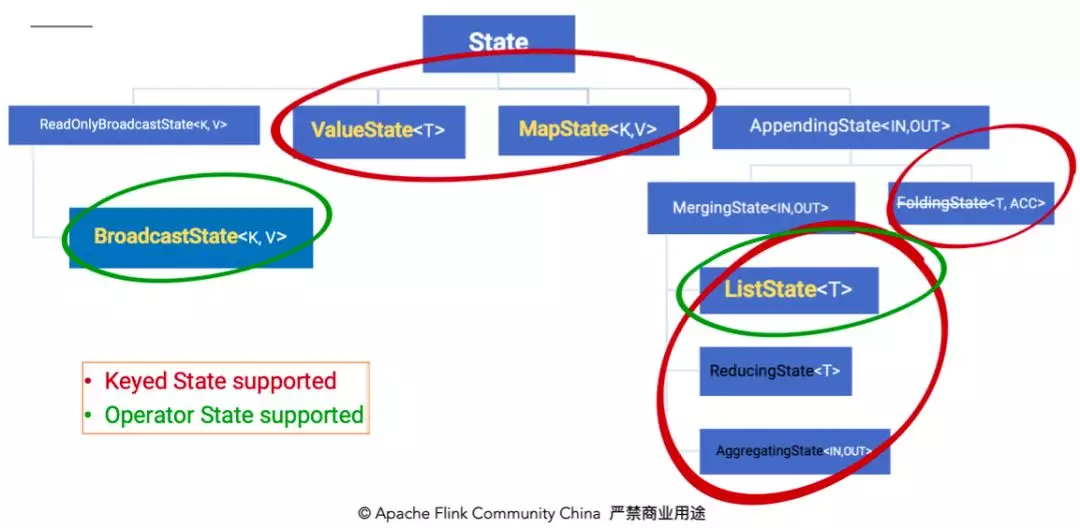 State
ReadOnlyBroadcastState<K, V>
ValueState<T>
MapState<K,V>
AppendingState<IN,OUT>
BroadcastState<K, V>
MergingState<IN,OUT>
FoldingState<T, ACC>
ListState<T>
ReducingState<T>
AggregatingState<IN,OUT>
• Keyed State supported
• Operator State supported
© Apache Flink Community China 严禁商业用途